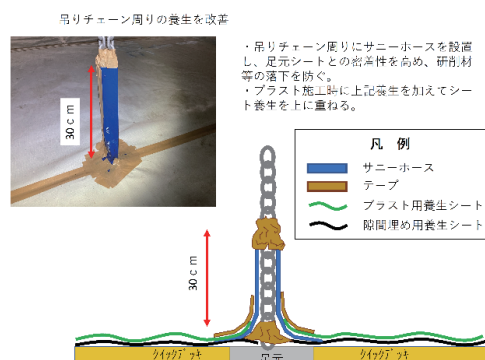 吊りチェーン周りの養生を改善
・吊りチェーン周りにサニーホースを設置
し、足元シートとの密着性を高め、研削材
等の落下を防ぐ。
・ブラスト施工時に上記養生を加えてシー
ト養生を上に重ねる。
30cm
凡 例
サニーホース
テープ
ブラスト用養生シート
隙間埋め用養生シート
30cm
クイックデッキ
足元
クイックデッキ